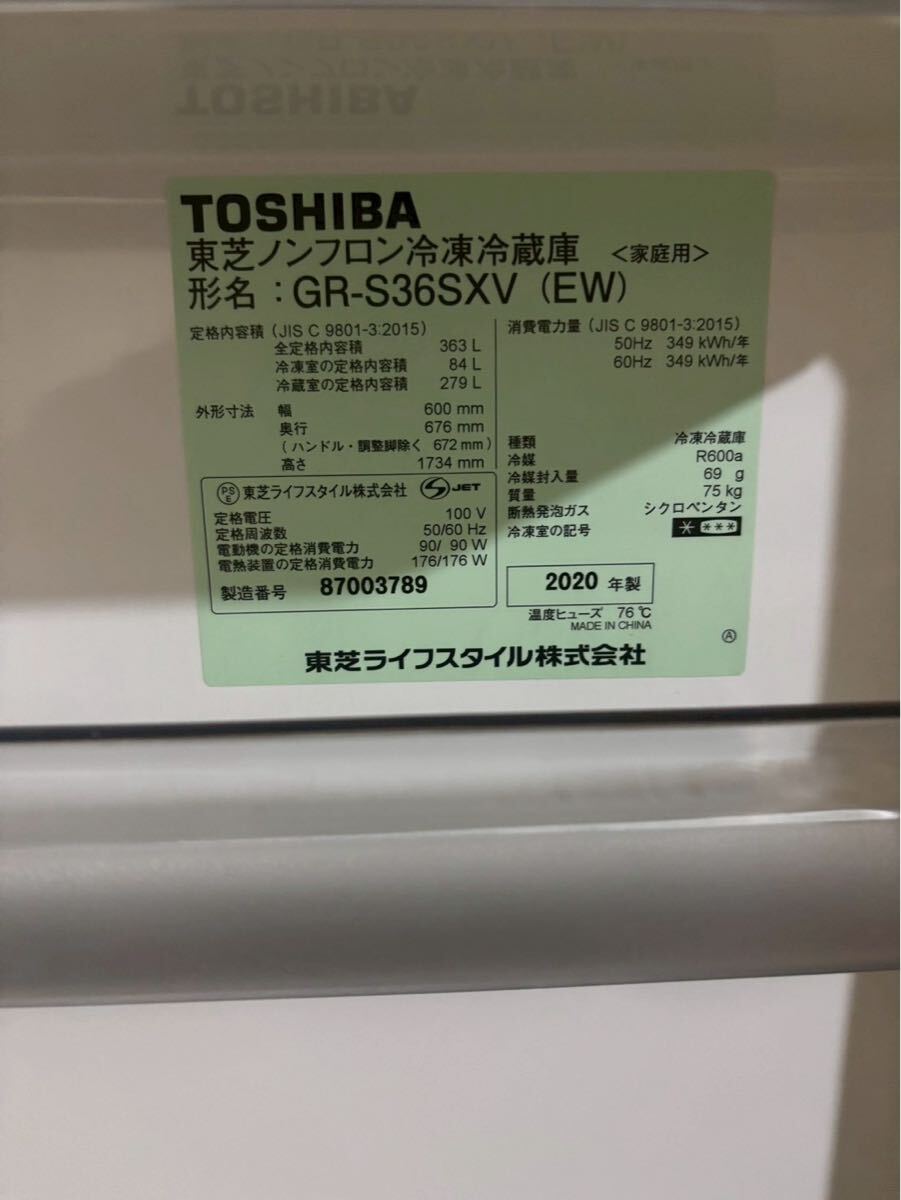 TOSHIBA
東芝ノンフロン冷凍冷蔵庫 <家庭用>
形名：GR-S36SXV (EW)
定格内容積 (JIS C 9801-3:2015)
全定格内容積 363 L
冷凍室の定格内容積 84 L
冷蔵室の定格内容積 279 L
外形寸法 幅 600 mm
奥行 676 mm
(ハンドル・調整脚除く 672 mm)
高さ 1734 mm
PSE 東芝ライフスタイル株式会社 S JET
定格電圧 100 V
定格周波数 50/60 Hz
電動機の定格消費電力 90/ 90 W
電熱装置の定格消費電力 176/176 W
製造番号 87003789
消費電力量 (JIS C 9801-3:2015)
50Hz 349 kWh/年
60Hz 349 kWh/年
種類 冷凍冷蔵庫
冷媒 R600a
冷媒封入量 69 g
質量 75 kg
断熱発泡ガス シクロペンタン
冷凍室の記号 * ***
2020 年製
温度ヒューズ 76℃
MADE IN CHINA
Ⓐ
東芝ライフスタイル株式会社